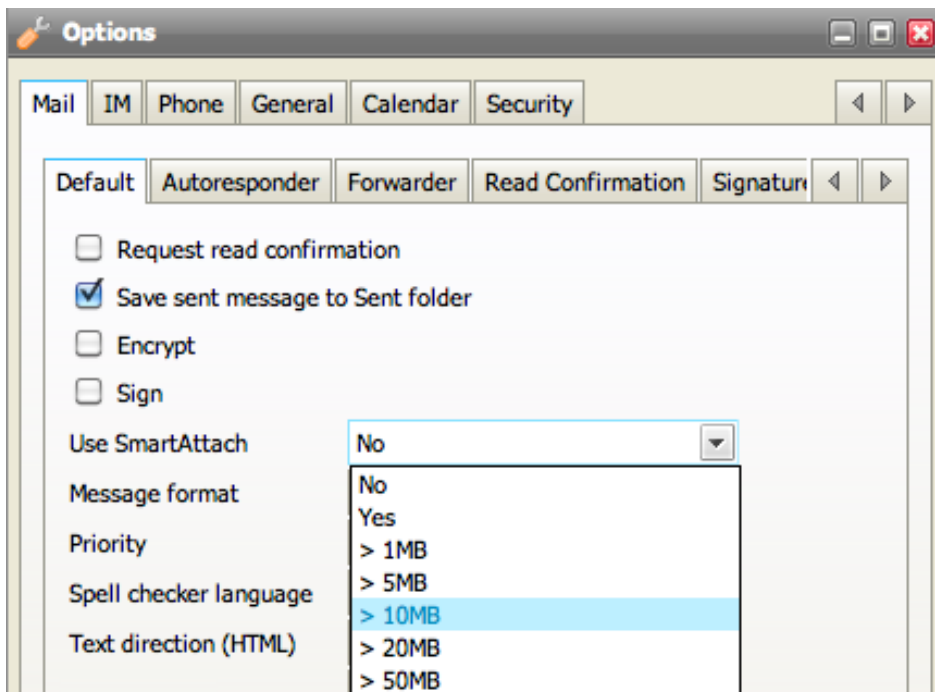 Options
Mail IM Phone General Calendar Security
Default Autoresponder Forwarder Read Confirmation Signature
Request read confirmation
Save sent message to Sent folder
Encrypt
Sign
Use SmartAttach No
No
Message format
Yes
Priority
> 1MB
> 5MB
Spell checker language
> 10MB
Text direction (HTML)
> 20MB
> 50MB